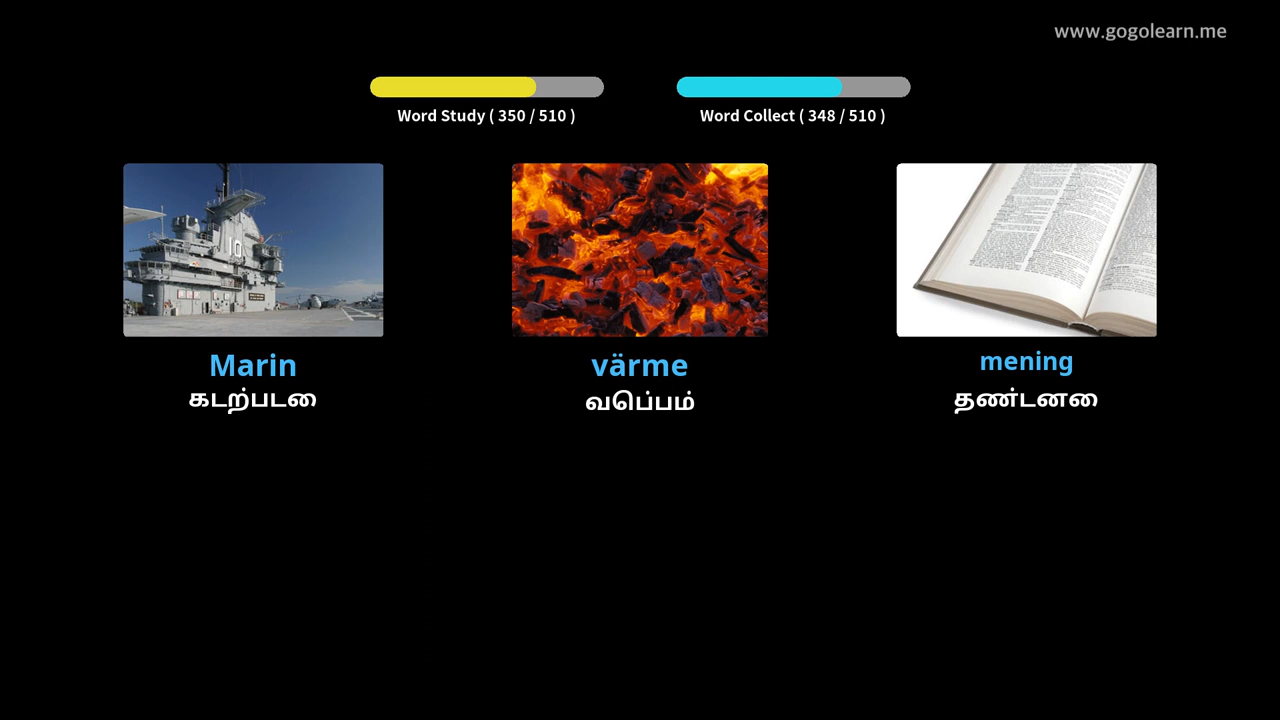 www.gogolearn.me
Word Study ( 350 / 510 )
Word Collect ( 348 / 510 )
10
Marin
கடற்படை
värme
வெப்பம்
mening
தண்டனை